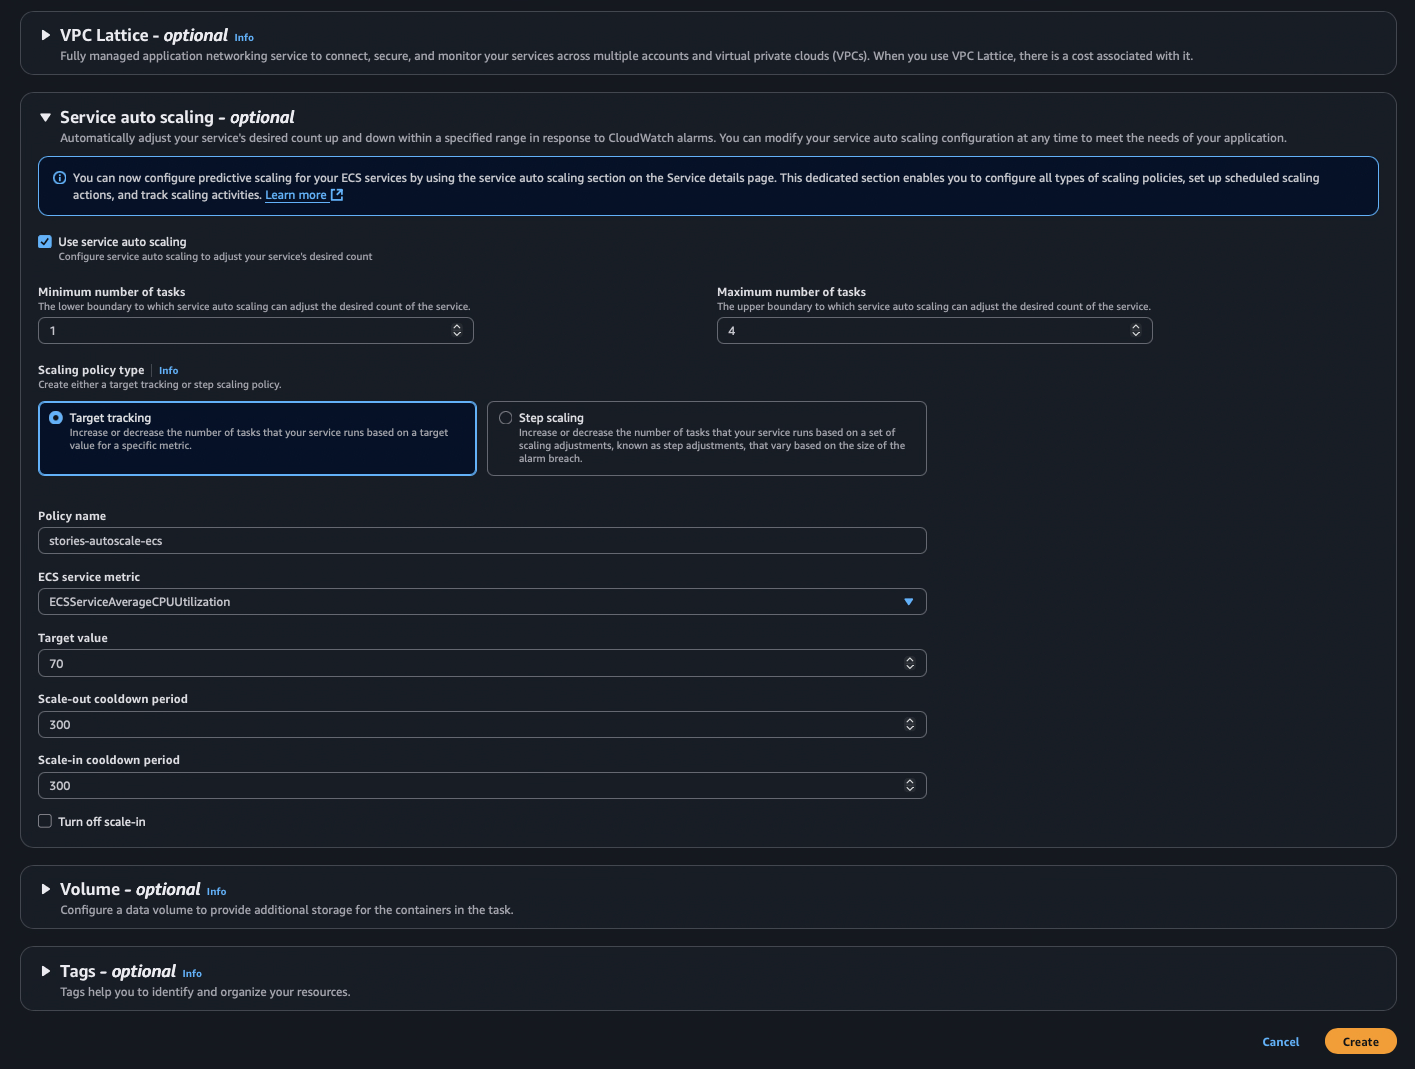 VPC Lattice - optional Info
Fully managed application networking service to connect, secure, and monitor your services across multiple accounts and virtual private clouds (VPCs). When you use VPC Lattice, there is a cost associated with it.
Service auto scaling - optional
Automatically adjust your service's desired count up and down within a specified range in response to CloudWatch alarms. You can modify your service auto scaling configuration at any time to meet the needs of your application.
You can now configure predictive scaling for your ECS services by using the service auto scaling section on the Service details page. This dedicated section enables you to configure all types of scaling policies, set up scheduled scaling
actions, and track scaling activities. Learn more
Use service auto scaling
Configure service auto scaling to adjust your service's desired count
Minimum number of tasks
The lower boundary to which service auto scaling can adjust the desired count of the service.
1
Maximum number of tasks
The upper boundary to which service auto scaling can adjust the desired count of the service.
4
Scaling policy type Info
Create either a target tracking or step scaling policy.
Target tracking
Increase or decrease the number of tasks that your service runs based on a target
value for a specific metric.
Step scaling
Increase or decrease the number of tasks that your service runs based on a set of
scaling adjustments, known as step adjustments, that vary based on the size of the
alarm breach.
Policy name
stories-autoscale-ecs
ECS service metric
ECSServiceAverageCPUUtilization
Target value
70
Scale-out cooldown period
300
Scale-in cooldown period
300
Turn off scale-in
Volume - optional Info
Configure a data volume to provide additional storage for the containers in the task.
Tags - optional Info
Tags help you to identify and organize your resources.
Cancel
Create